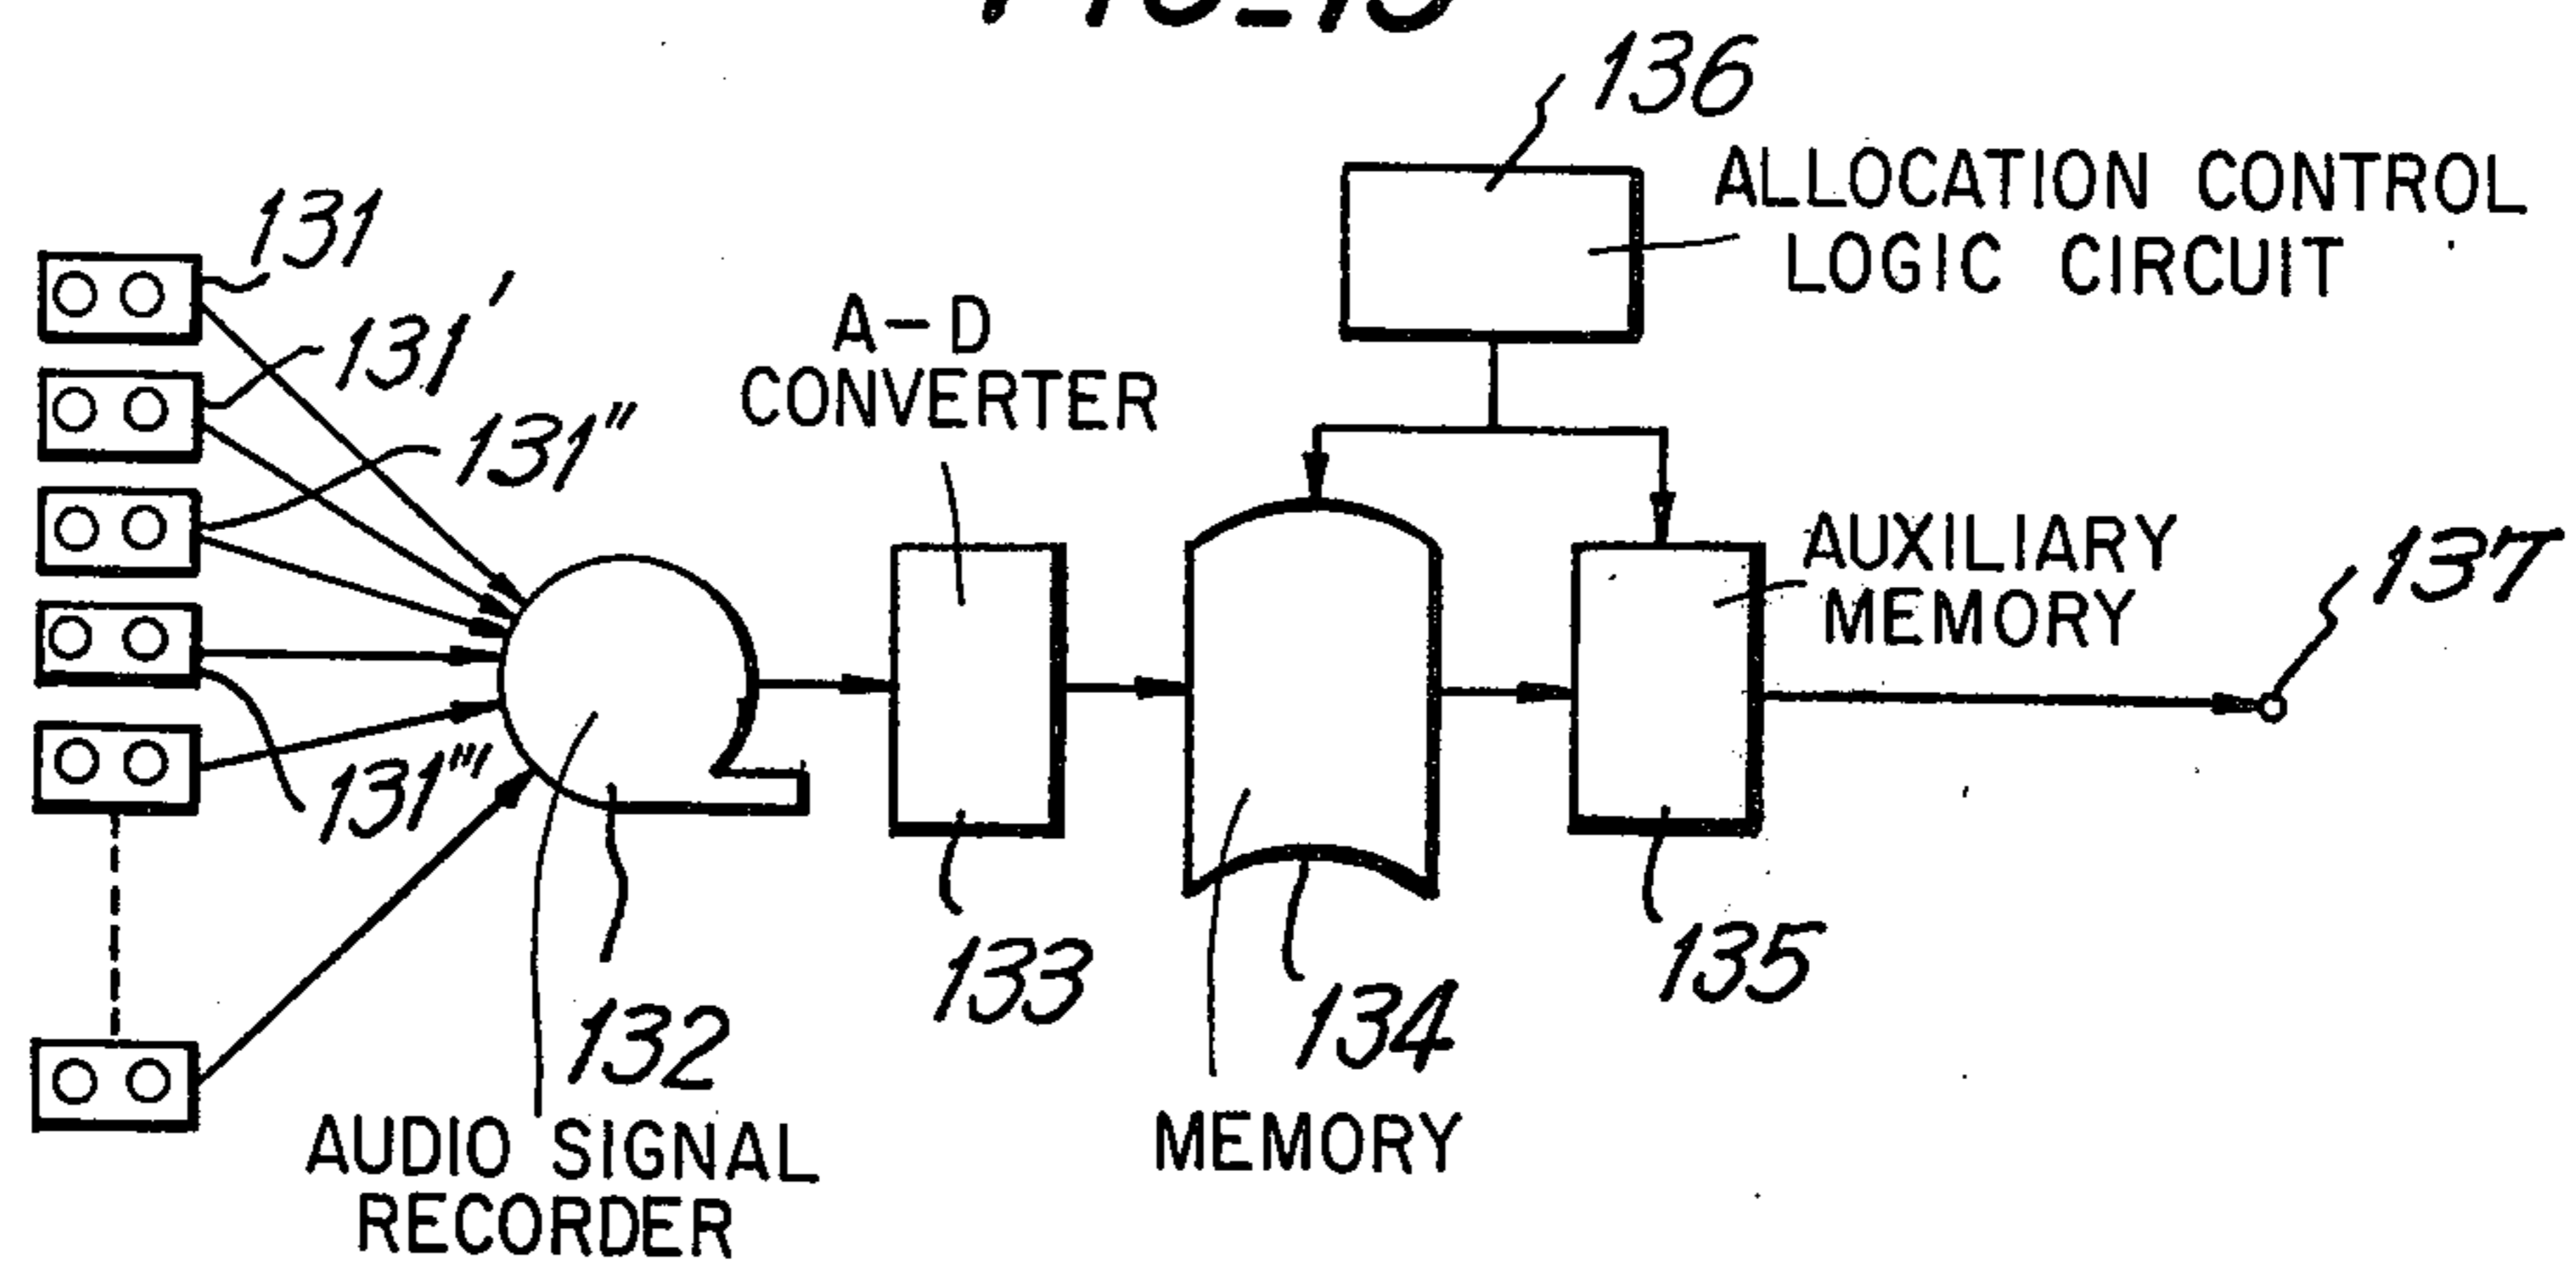 FIG_13
136
ALLOCATION CONTROL
LOGIC CIRCUIT
131
131'
131"
131"'
A-D
CONVERTER
AUXILIARY
MEMORY
137
132
133
134
135
AUDIO SIGNAL
RECORDER
MEMORY